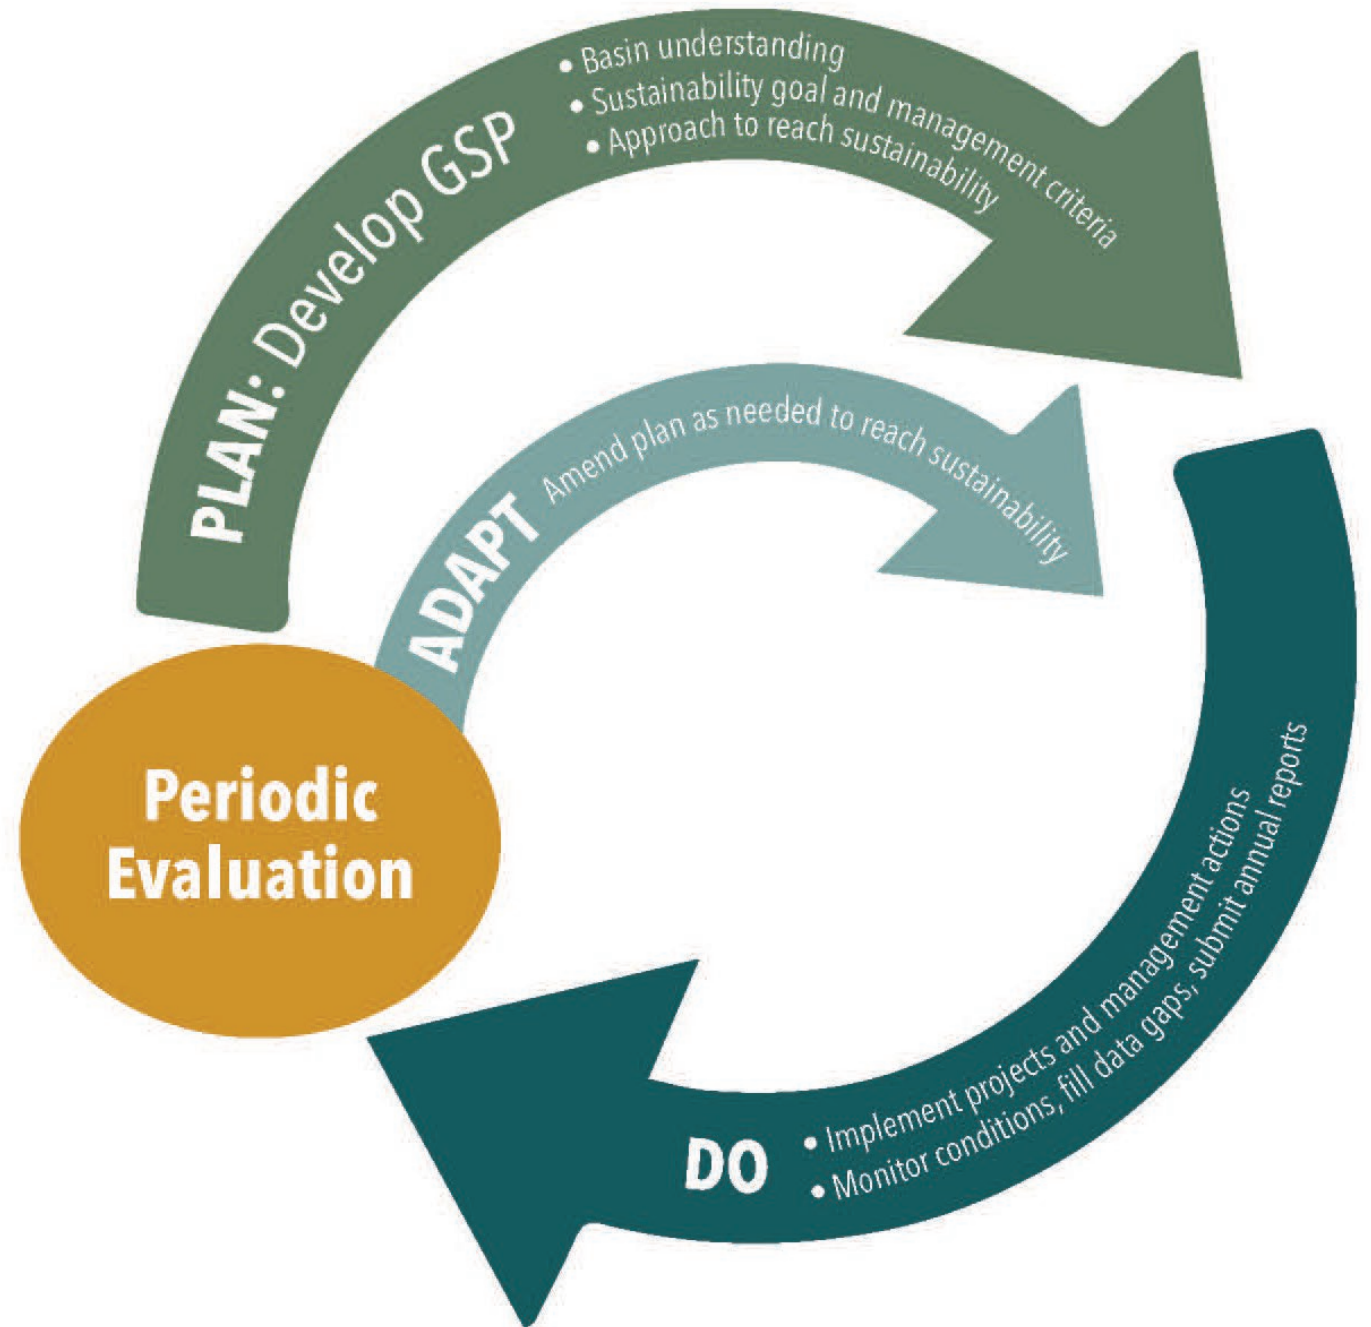 PLAN: Develop GSP
• Basin understanding
• Sustainability goal and management criteria
• Approach to reach sustainability
ADAPT Amend plan as needed to reach sustainability
Periodic
Evaluation
DO
• Implement projects and management actions
• Monitor conditions, fill data gaps, submit annual reports